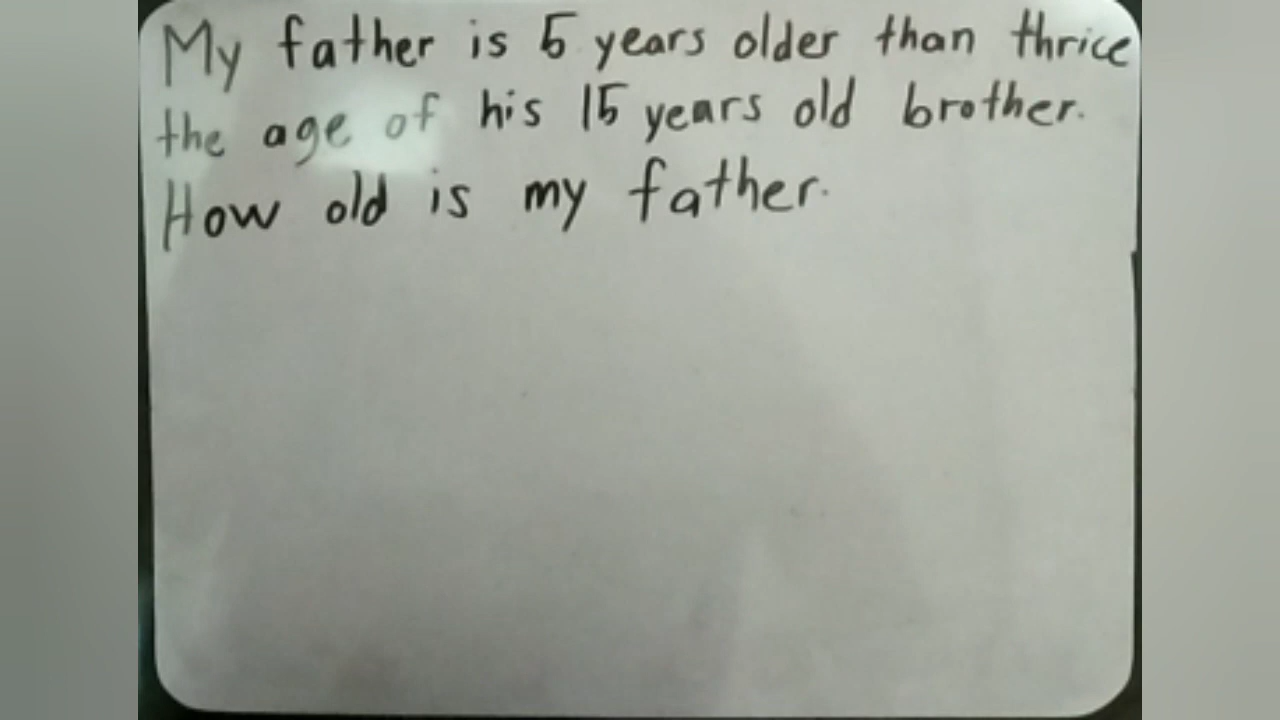 My father is 5 years older than thrice
the age of his 15 years old brother.
How old is my father.